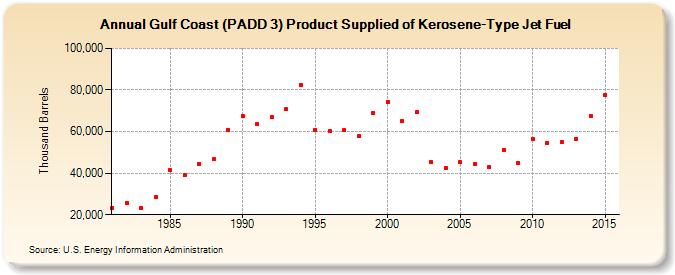 Annual Gulf Coast (PADD 3) Product Supplied of Kerosene-Type Jet Fuel
Thousand Barrels
100,000
80,000
60,000
40,000
20,000
1985 1990 1995 2000 2005 2010 2015
Source: U.S. Energy Information Administration